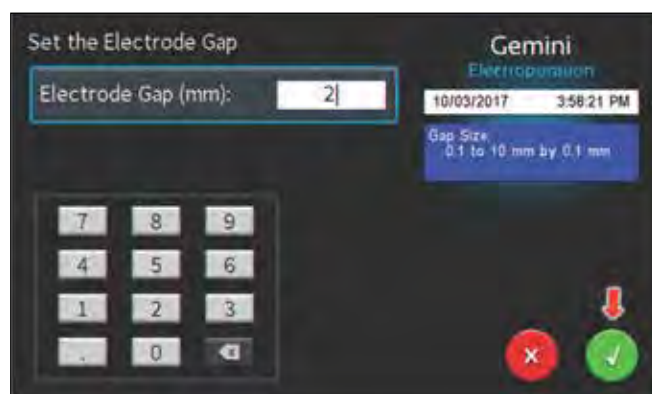 Set the Electrode Gap
Electrode Gap (mm): 2
7 8 9
4 5 6
1 2 3
. 0
Gemini
Electroporation
10/03/2017 3:58:21 PM
Gap Size:
0.1 to 10 mm by 0.1 mm